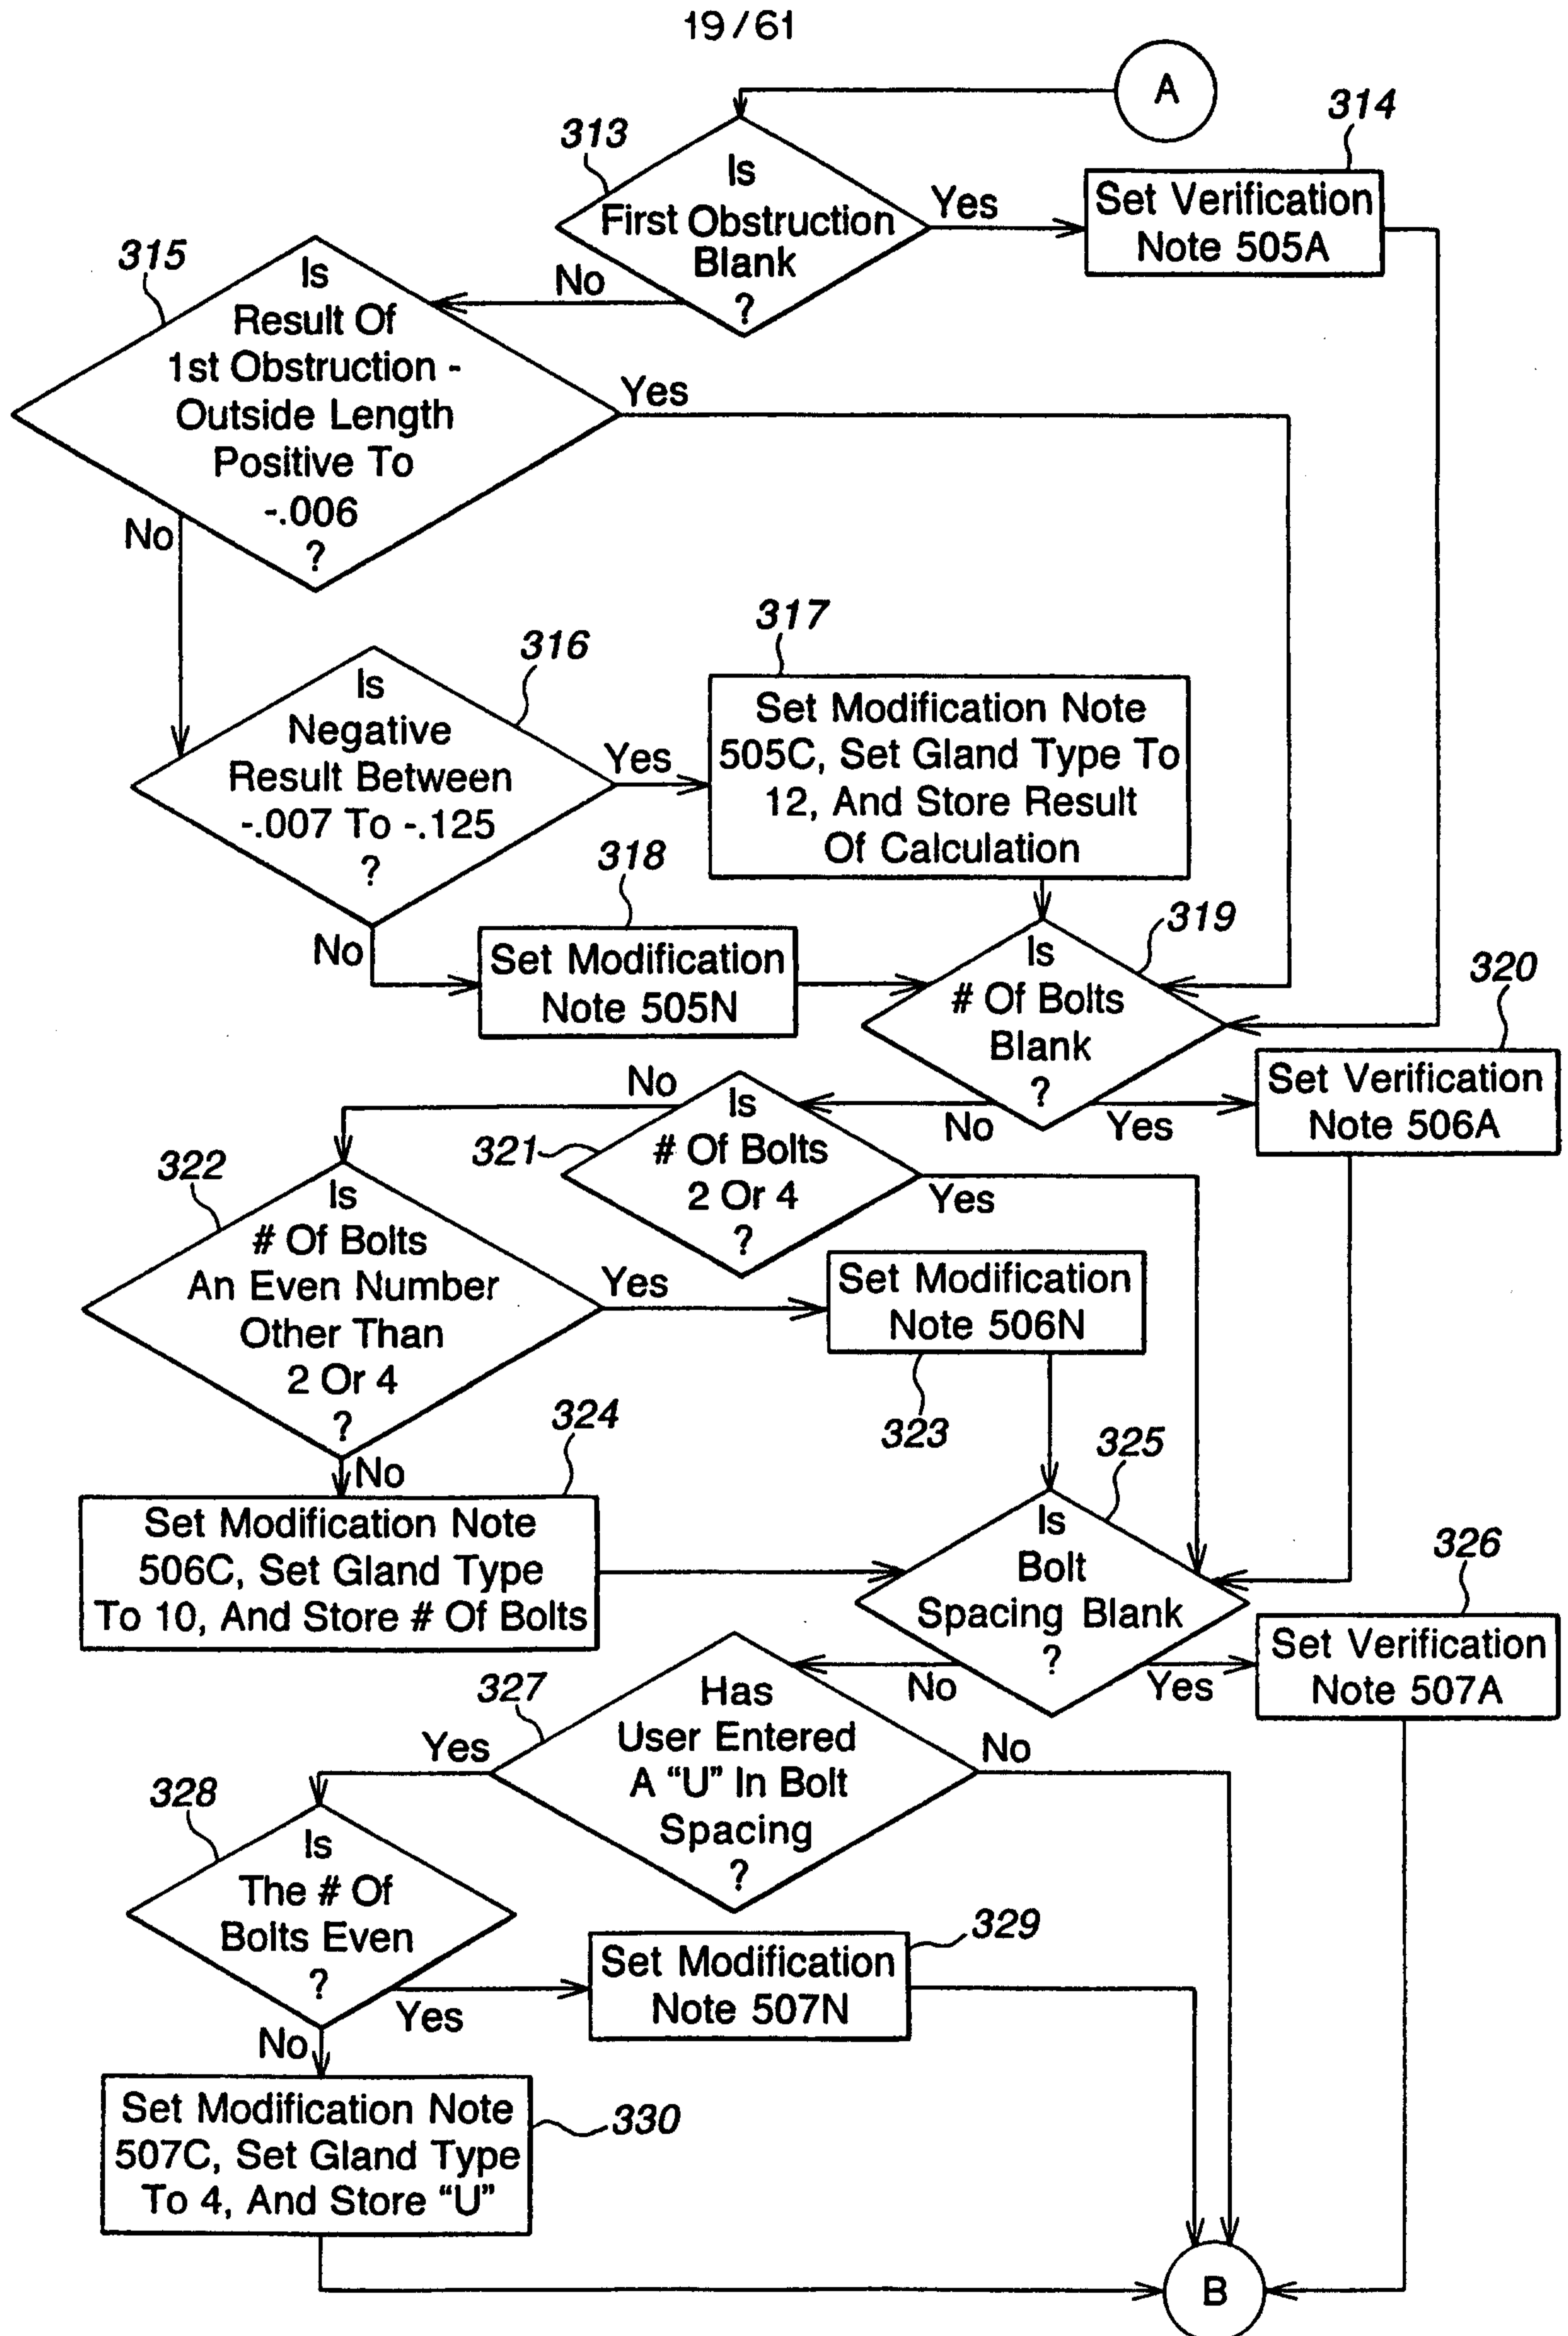 19/61
A
313
314
Is
First Obstruction
Blank
?
Yes
Set Verification
Note 505A
No
315
Is
Result Of
1st Obstruction -
Outside Length
Positive To
-.006
?
Yes
No
316
Is
Negative
Result Between
-.007 To -.125
?
Yes
317
Set Modification Note
505C, Set Gland Type To
12, And Store Result
Of Calculation
No
318
Set Modification
Note 505N
319
Is
# Of Bolts
Blank
?
No
Yes
320
Set Verification
Note 506A
321
Is
# Of Bolts
2 Or 4
?
No
Yes
322
Is
# Of Bolts
An Even Number
Other Than
2 Or 4
?
Yes
Set Modification
Note 506N
323
No
324
Set Modification Note
506C, Set Gland Type
To 10, And Store # Of Bolts
325
Is
Bolt
Spacing Blank
?
No
Yes
326
Set Verification
Note 507A
327
Has
User Entered
A “U” In Bolt
Spacing
?
Yes
No
328
Is
The # Of
Bolts Even
?
Yes
329
Set Modification
Note 507N
No
Set Modification Note
507C, Set Gland Type
To 4, And Store “U”
330
B